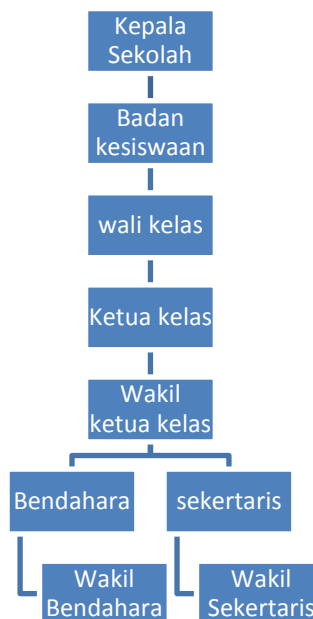 Kepala
Sekolah
Badan
kesiswaan
wali kelas
Ketua kelas
Wakil
ketua kelas
Bendahara
sekertaris
Wakil
Bendahara
Wakil
Sekertaris